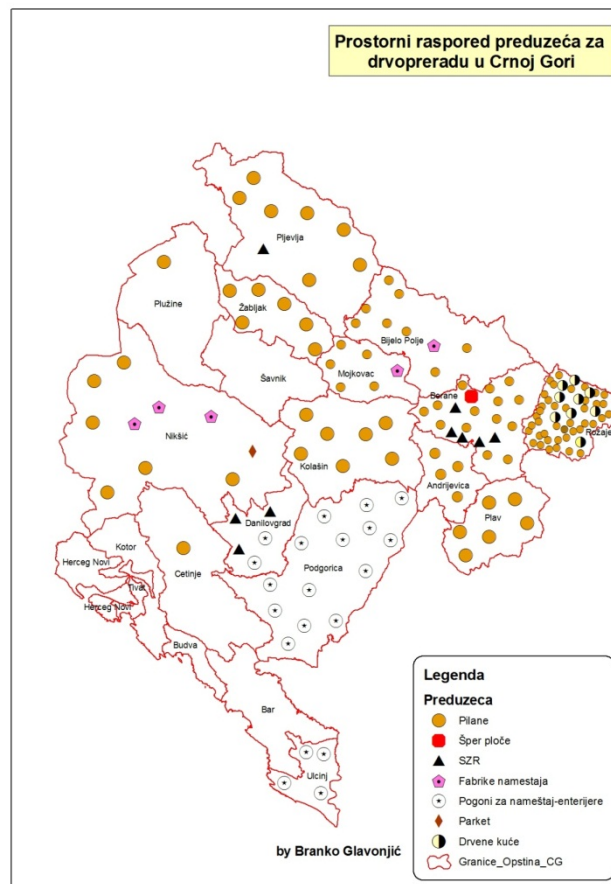 Prostorni raspored preduzeća za
drvopreradu u Crnoj Gori
Pljevlja
Plužine
Žabljak
Bijelo Polje
Šavnik
Mojkovac
Berane
Rožaje
Nikšić
Kolašin
Andrijevica
Danilovgrad
Plav
Kotor
Podgorica
Herceg Novi
Cetinje
Tivat
Herceg Novi
Budva
Bar
Ulcinj
Legenda
Preduzeca
Pilane
Šper ploče
SZR
Fabrike namestaja
Pogoni za nameštaj-enterijere
Parket
Drvene kuće
Granice_Opstina_CG
by Branko Glavonjić